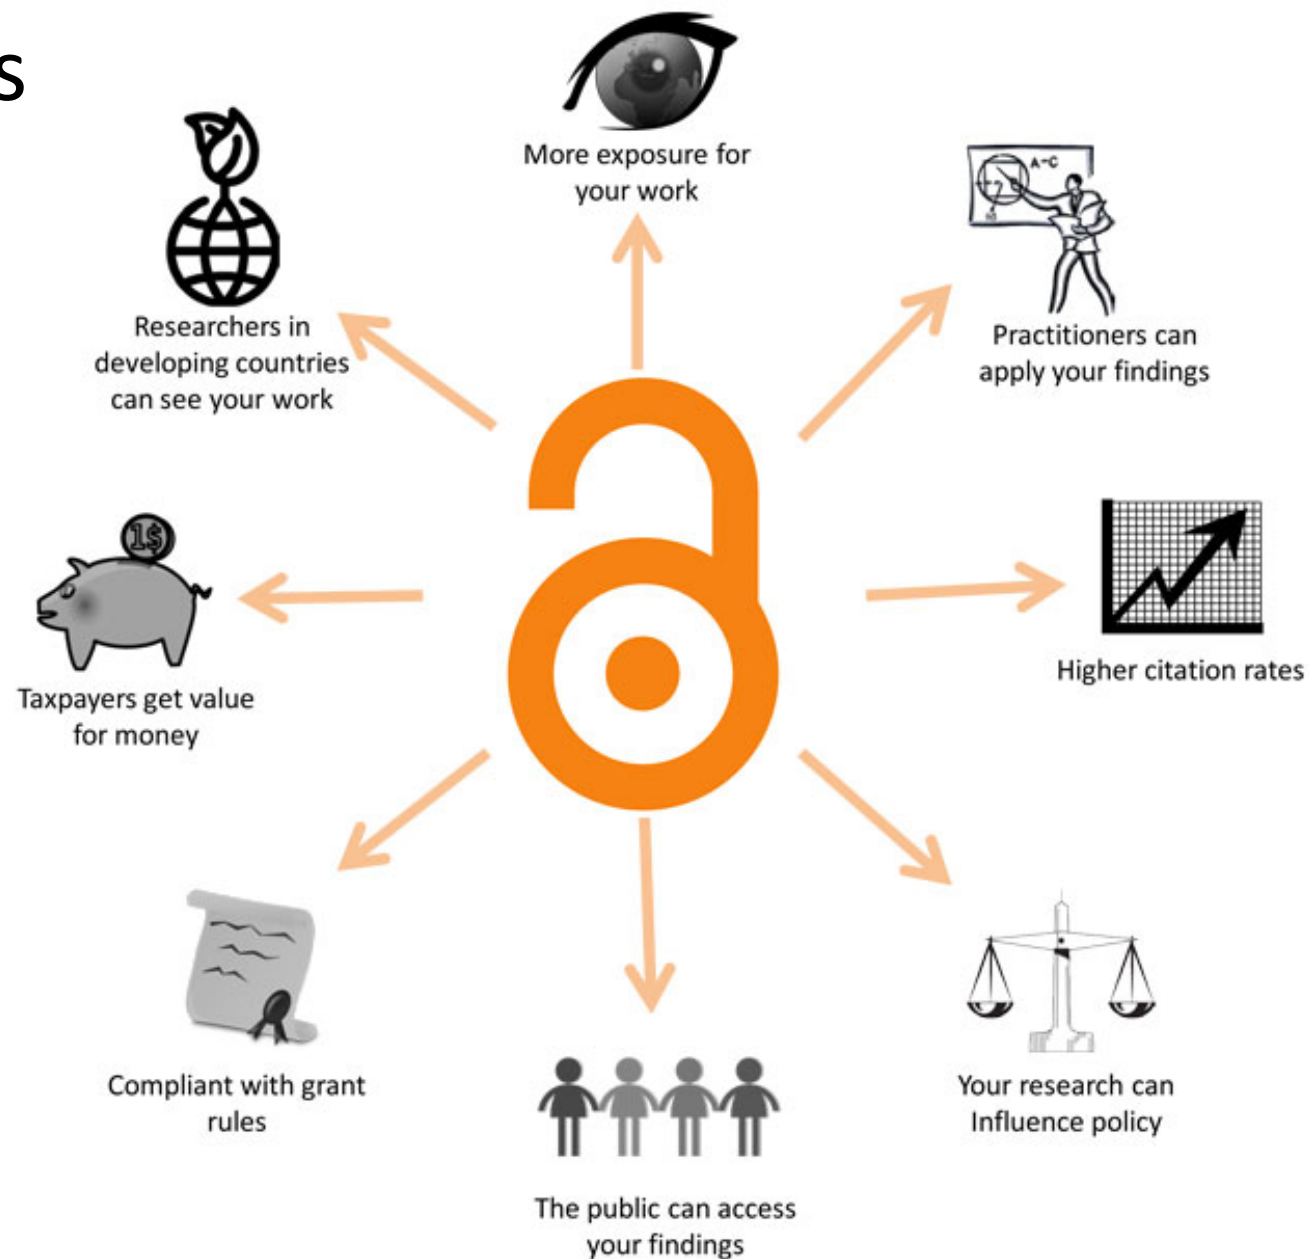 s
More exposure for
your work
A-C
Practitioners can
apply your findings
Researchers in
developing countries
can see your work
1$
Higher citation rates
Taxpayers get value
for money
Compliant with grant
rules
Your research can
Influence policy
The public can access
your findings